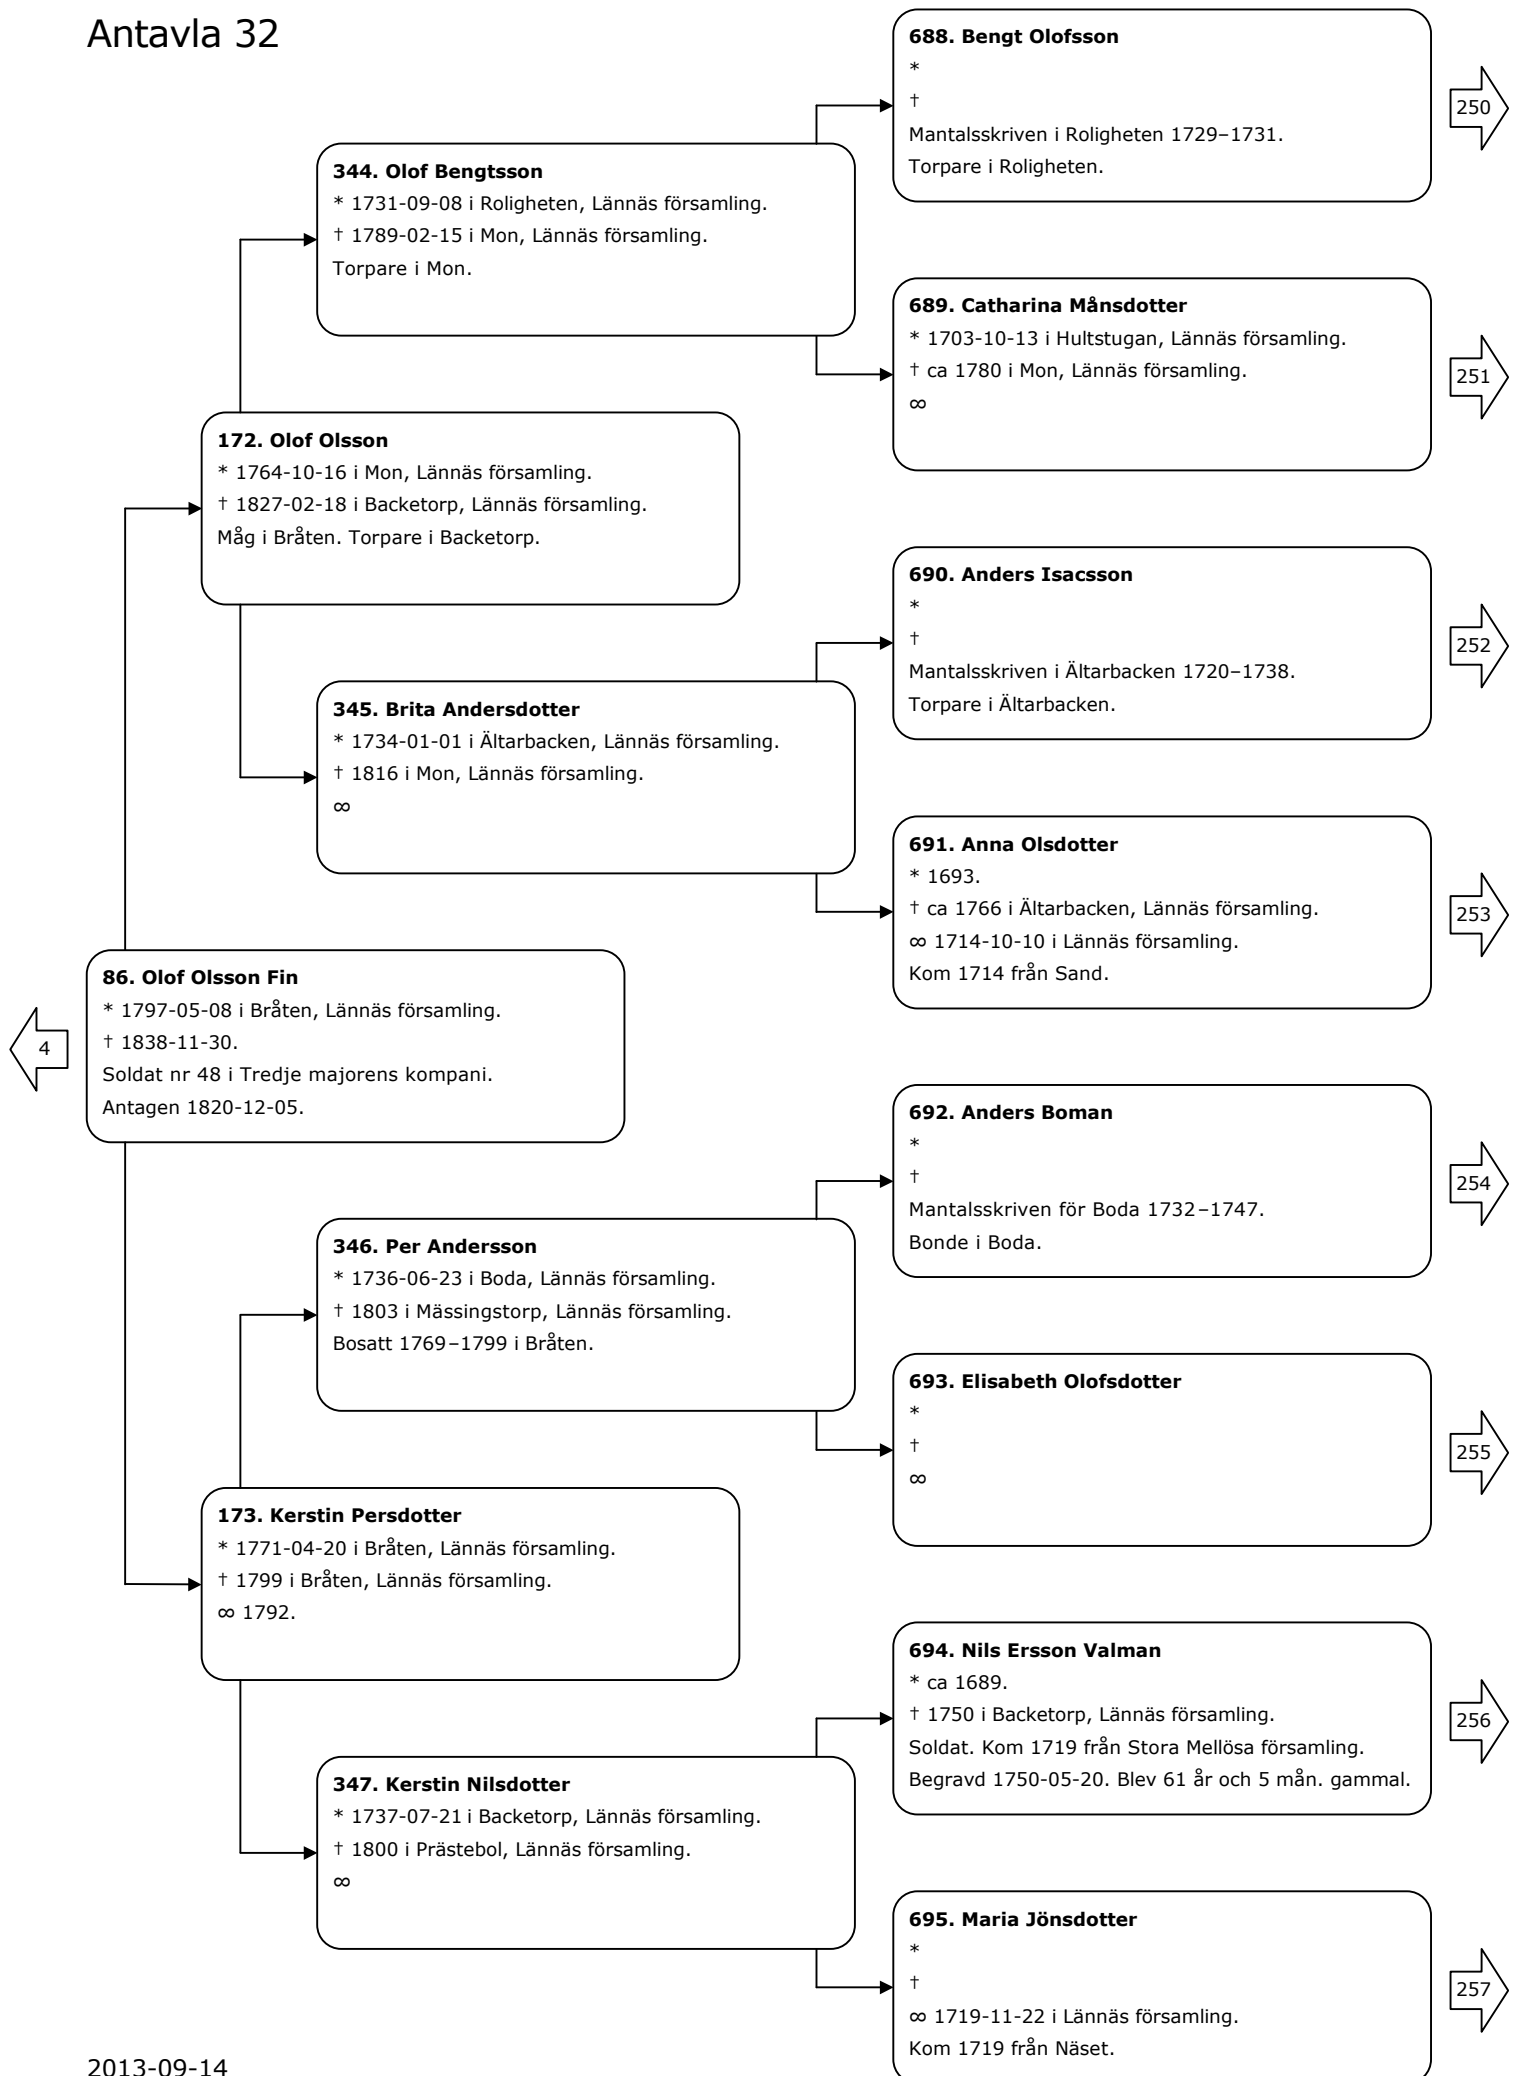 Antavla 32
688. Bengt Olofsson
*
†
Mantalsskriven i Roligheten 1729–1731.
Torpare i Roligheten.
250
344. Olof Bengtsson
* 1731-09-08 i Roligheten, Lännäs församling.
† 1789-02-15 i Mon, Lännäs församling.
Torpare i Mon.
689. Catharina Månsdotter
* 1703-10-13 i Hultstugan, Lännäs församling.
† ca 1780 i Mon, Lännäs församling.
∞
251
172. Olof Olsson
* 1764-10-16 i Mon, Lännäs församling.
† 1827-02-18 i Backetorp, Lännäs församling.
Måg i Bråten. Torpare i Backetorp.
690. Anders Isacsson
*
†
Mantalsskriven i Ältarbacken 1720–1738.
Torpare i Ältarbacken.
252
345. Brita Andersdotter
* 1734-01-01 i Ältarbacken, Lännäs församling.
† 1816 i Mon, Lännäs församling.
∞
691. Anna Olsdotter
* 1693.
† ca 1766 i Ältarbacken, Lännäs församling.
∞ 1714-10-10 i Lännäs församling.
Kom 1714 från Sand.
253
86. Olof Olsson Fin
* 1797-05-08 i Bråten, Lännäs församling.
† 1838-11-30.
Soldat nr 48 i Tredje majorens kompani.
Antagen 1820-12-05.
4
692. Anders Boman
*
†
Mantalsskriven för Boda 1732–1747.
Bonde i Boda.
254
346. Per Andersson
* 1736-06-23 i Boda, Lännäs församling.
† 1803 i Mässingstorp, Lännäs församling.
Bosatt 1769–1799 i Bråten.
693. Elisabeth Olofsdotter
*
†
∞
255
173. Kerstin Persdotter
* 1771-04-20 i Bråten, Lännäs församling.
† 1799 i Bråten, Lännäs församling.
∞ 1792.
694. Nils Ersson Valman
* ca 1689.
† 1750 i Backetorp, Lännäs församling.
Soldat. Kom 1719 från Stora Mellösa församling.
Begravd 1750-05-20. Blev 61 år och 5 mån. gammal.
256
347. Kerstin Nilsdotter
* 1737-07-21 i Backetorp, Lännäs församling.
† 1800 i Prästebol, Lännäs församling.
∞
695. Maria Jönsdotter
*
†
∞ 1719-11-22 i Lännäs församling.
Kom 1719 från Näset.
257
2013-09-14